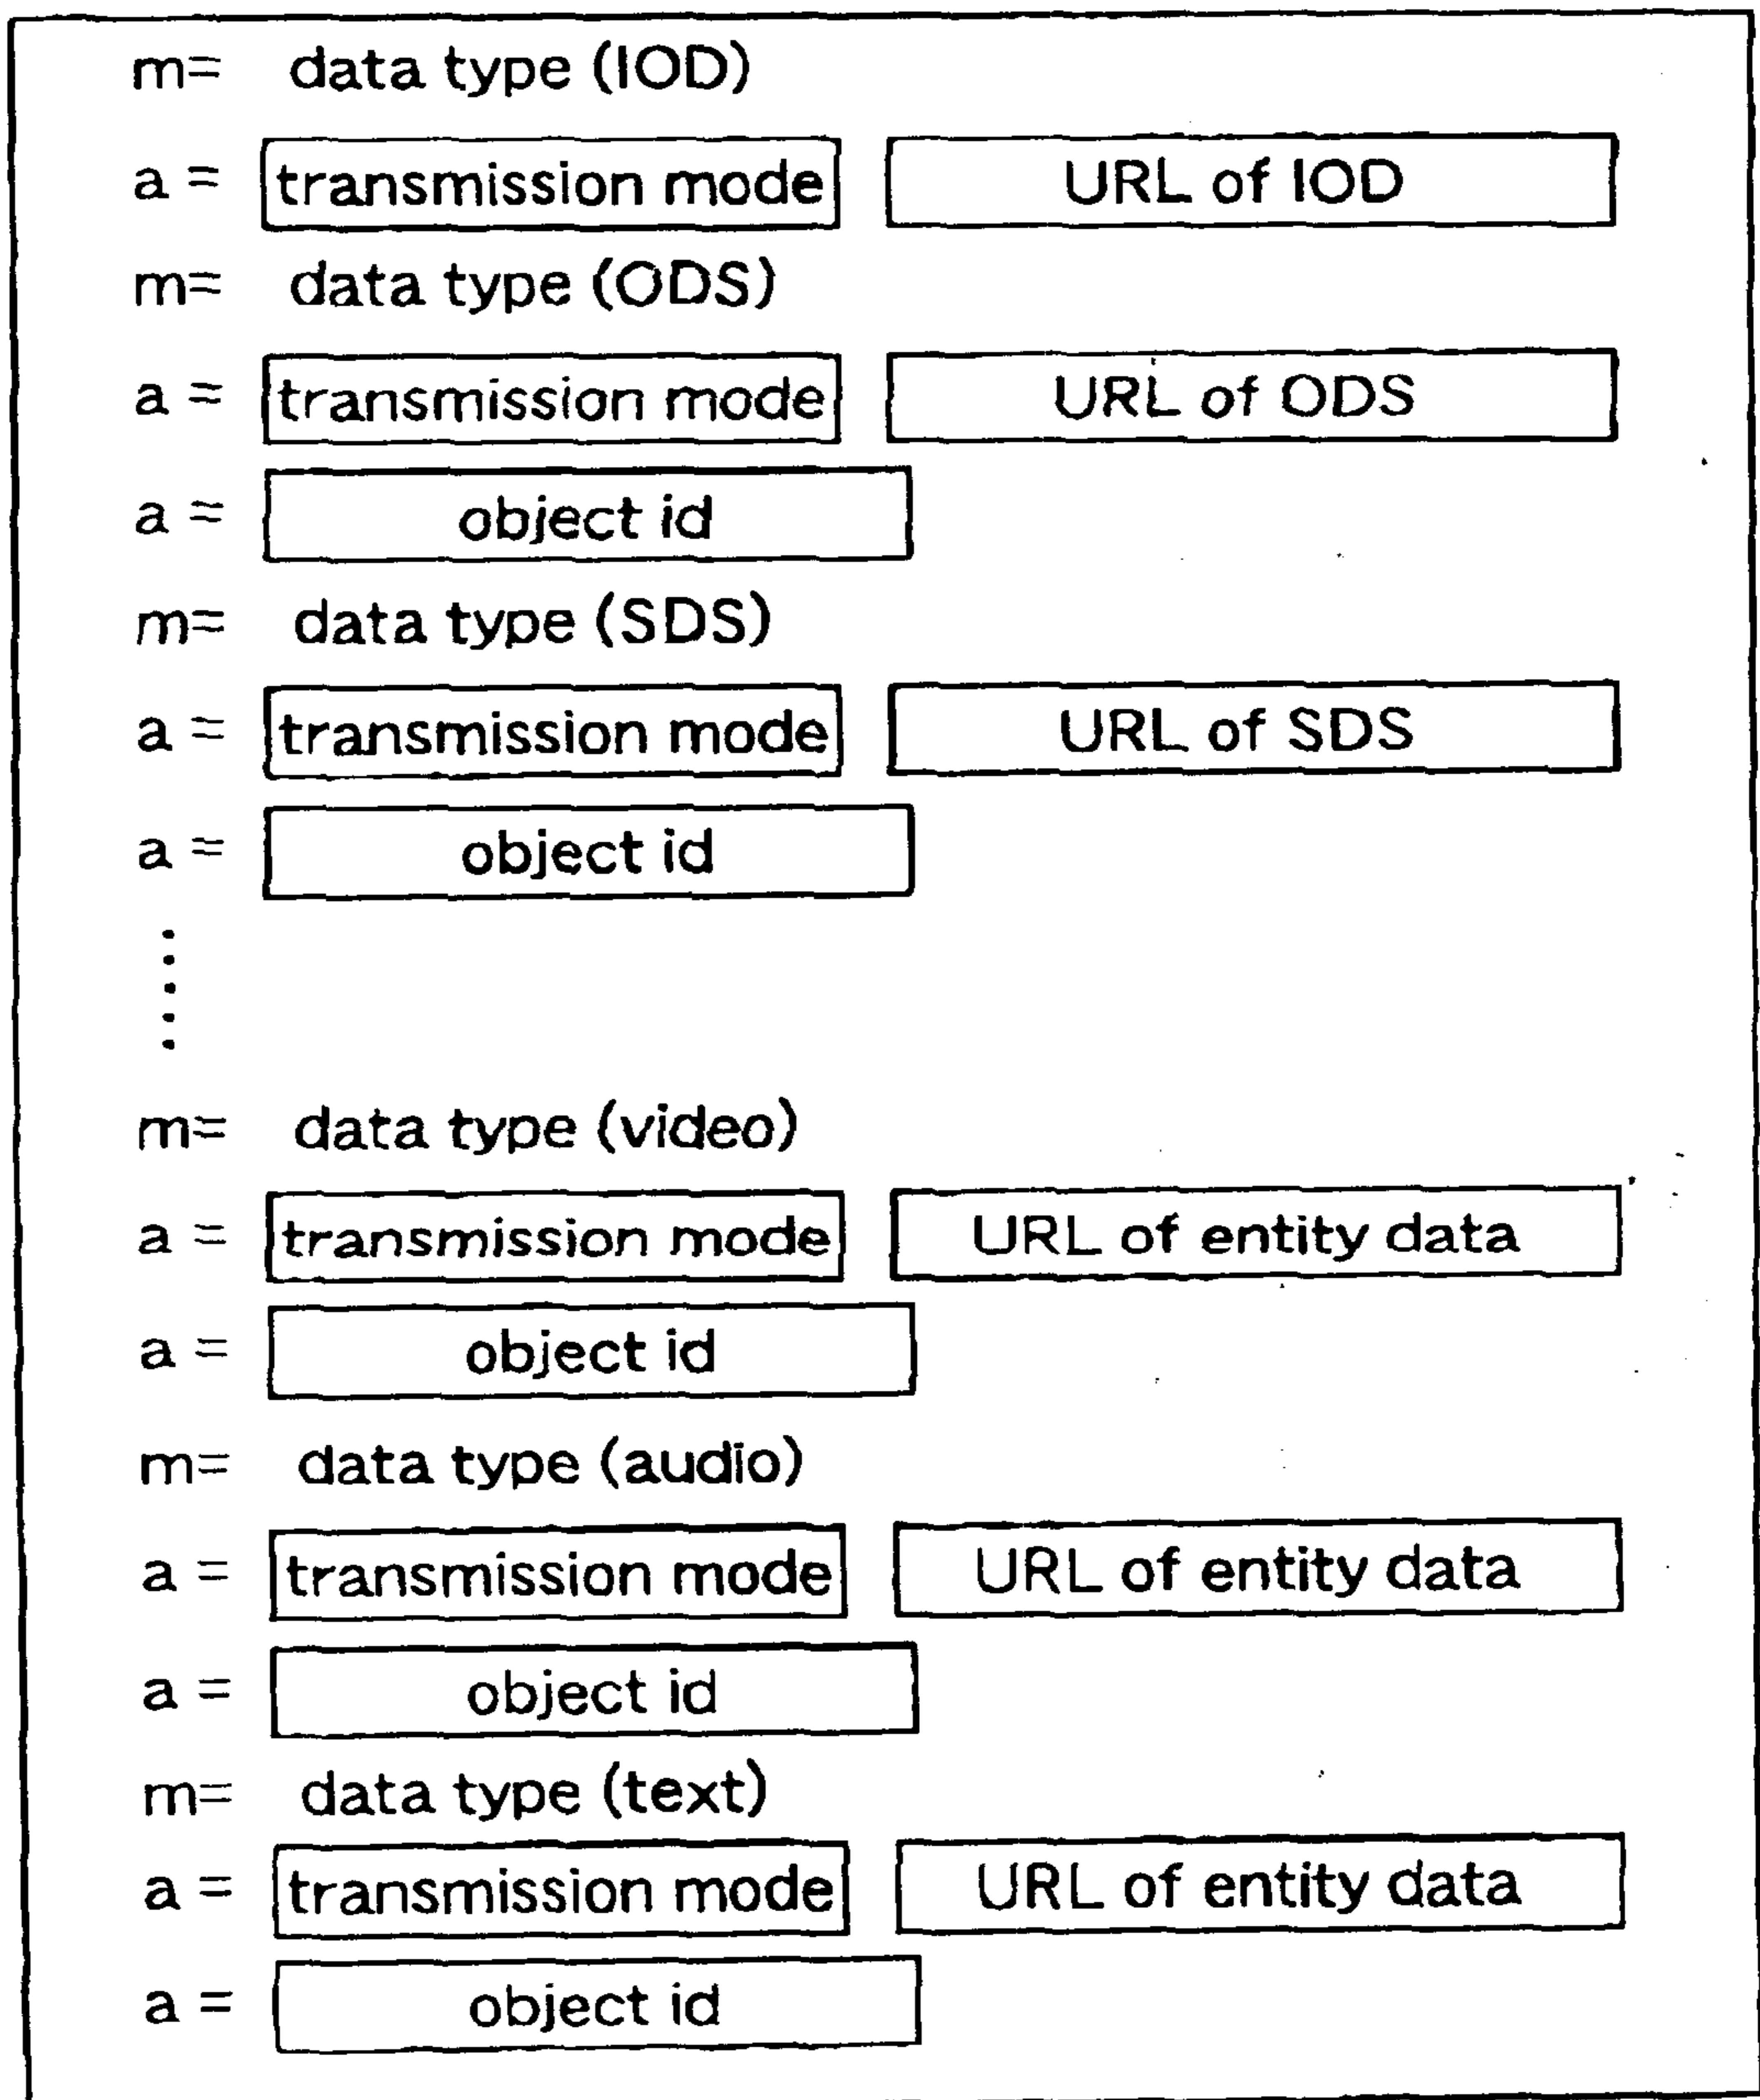 m= data type (IOD)
a = transmission mode URL of IOD
m= data type (ODS)
a = transmission mode URL of ODS
a = object id
m= data type (SDS)
a = transmission mode URL of SDS
a = object id
m= data type (video)
a = transmission mode URL of entity data
a = object id
m= data type (audio)
a = transmission mode URL of entity data
a = object id
m= data type (text)
a = transmission mode URL of entity data
a = object id